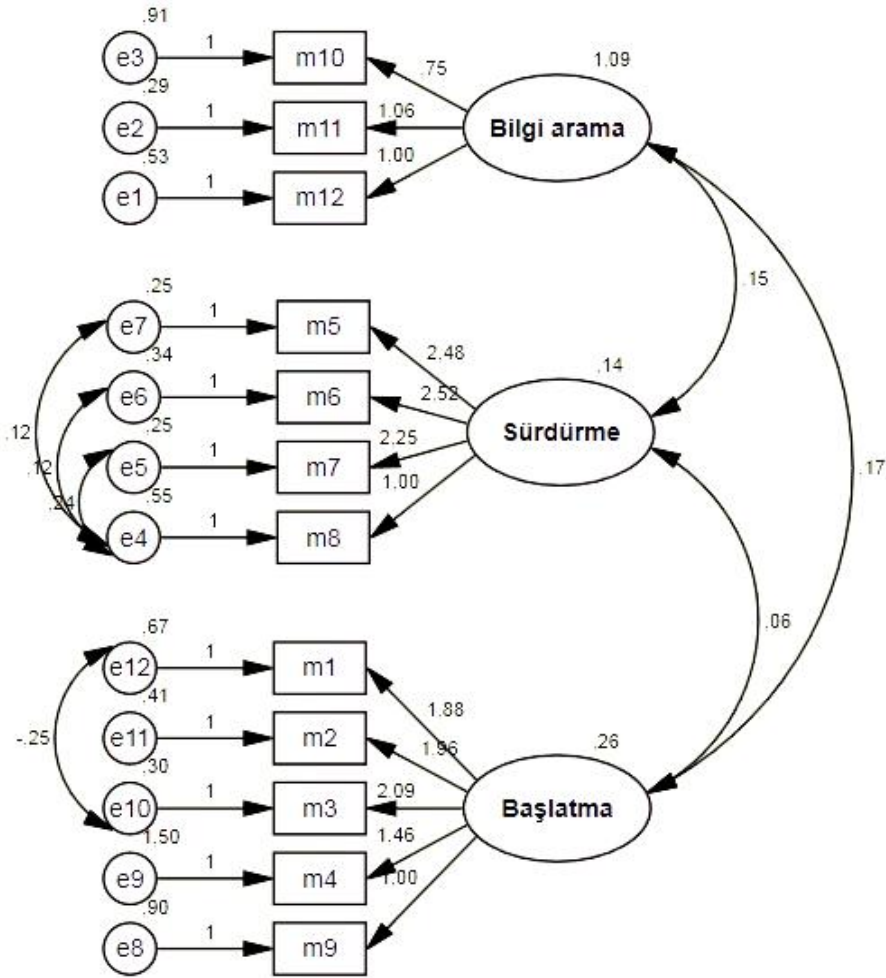 .91
e3
1
m10
.75
1.09
.29
e2
1
m11
1.06
Bilgi arama
.53
e1
1
m12
1.00
.15
.25
e7
1
m5
2.48
.34
e6
1
m6
2.52
.14
.12
.25
e5
1
m7
2.25
Sürdürme
.12
.17
.24
.55
e4
1
m8
1.00
.06
.67
e12
1
m1
1.88
-.25
.41
e11
1
m2
1.96
.26
.30
e10
1
m3
2.09
Başlatma
1.50
e9
1
m4
1.46
.90
e8
1
m9
1.00